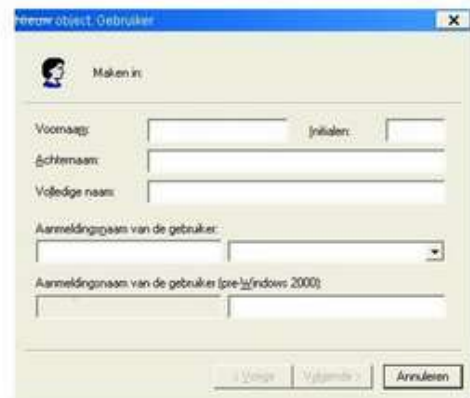 Nieuw object: Gebruiker
Maken in:
Voornaam: Initialen:
Achternaam:
Volledige naam:
Aanmeldingsnaam van de gebruiker:
Aanmeldingsnaam van de gebruiker (pre-Windows 2000):
< Vorige Volgende > Annuleren